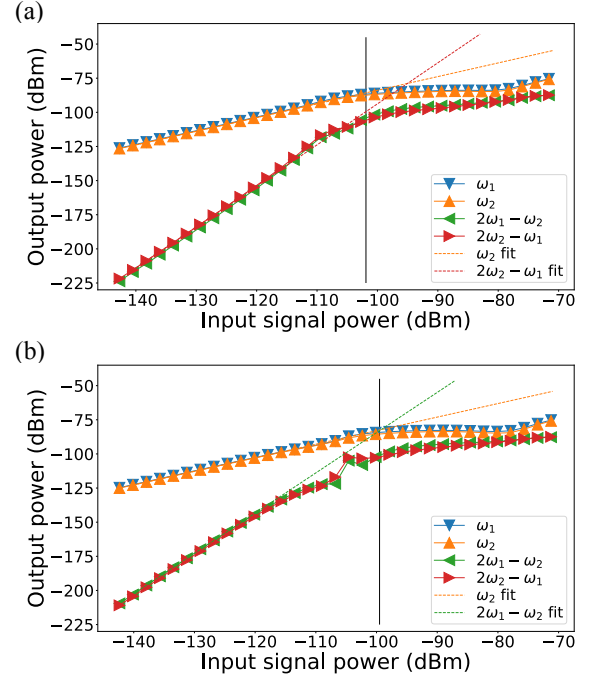 (a)
−50
−75
−100
−125
−150
−175
−200
−225
Output power (dBm)
ω₁
ω₂
2ω₁ − ω₂
2ω₂ − ω₁
ω₂ fit
2ω₂ − ω₁ fit
−140 −130 −120 −110 −100 −90 −80 −70
Input signal power (dBm)
(b)
−50
−75
−100
−125
−150
−175
−200
−225
Output power (dBm)
ω₁
ω₂
2ω₁ − ω₂
2ω₂ − ω₁
ω₂ fit
2ω₁ − ω₂ fit
−140 −130 −120 −110 −100 −90 −80 −70
Input signal power (dBm)